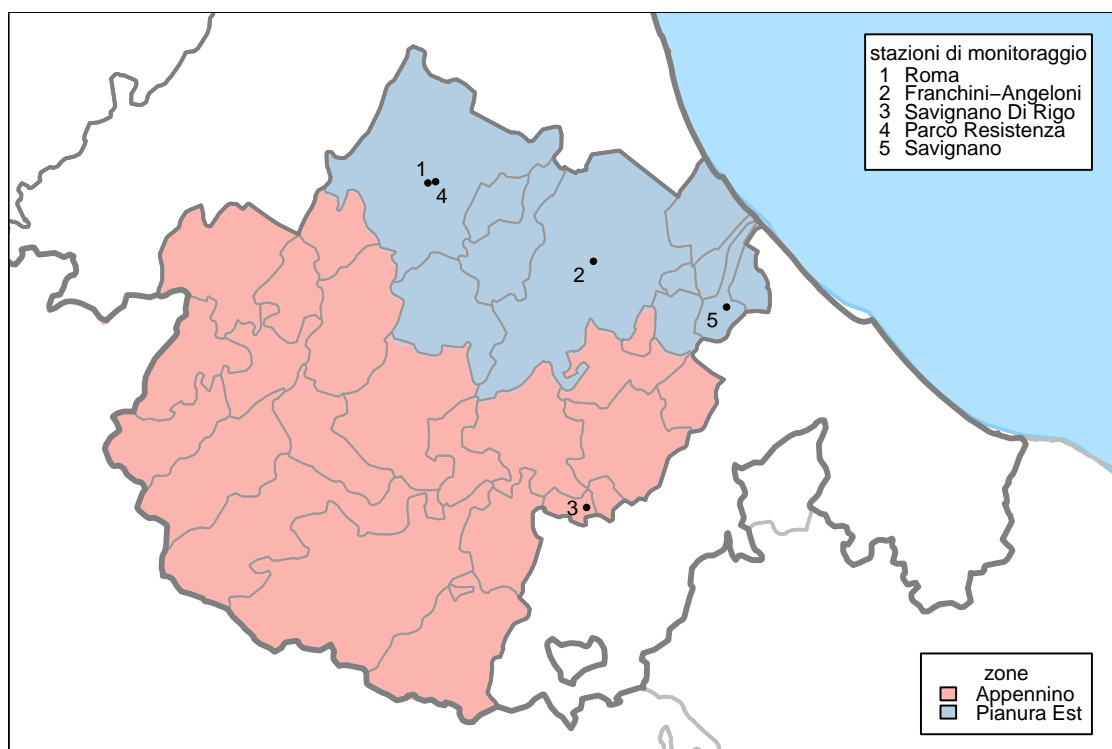 stazioni di monitoraggio
1 Roma
2 Franchini−Angeloni
3 Savignano Di Rigo
4 Parco Resistenza
5 Savignano
1
4
2
5
3
zone
Appennino
Pianura Est